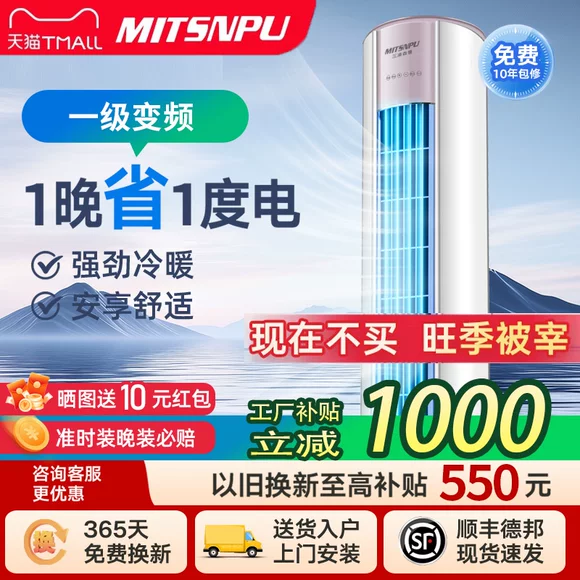 天猫TMALL MITSNPU
MITSNPU
免费
10年包修
一级变频
1晚省1度电
强劲冷暖
安享舒适
现在不买 旺季被宰
晒图送10元红包
准时装晚装必赔
工厂补贴
立减
1000
咨询客服
更优惠
以旧换新至高补贴 550 元
365天
免费换新
送货入户
上门安装
SF
顺丰德邦
现货速发